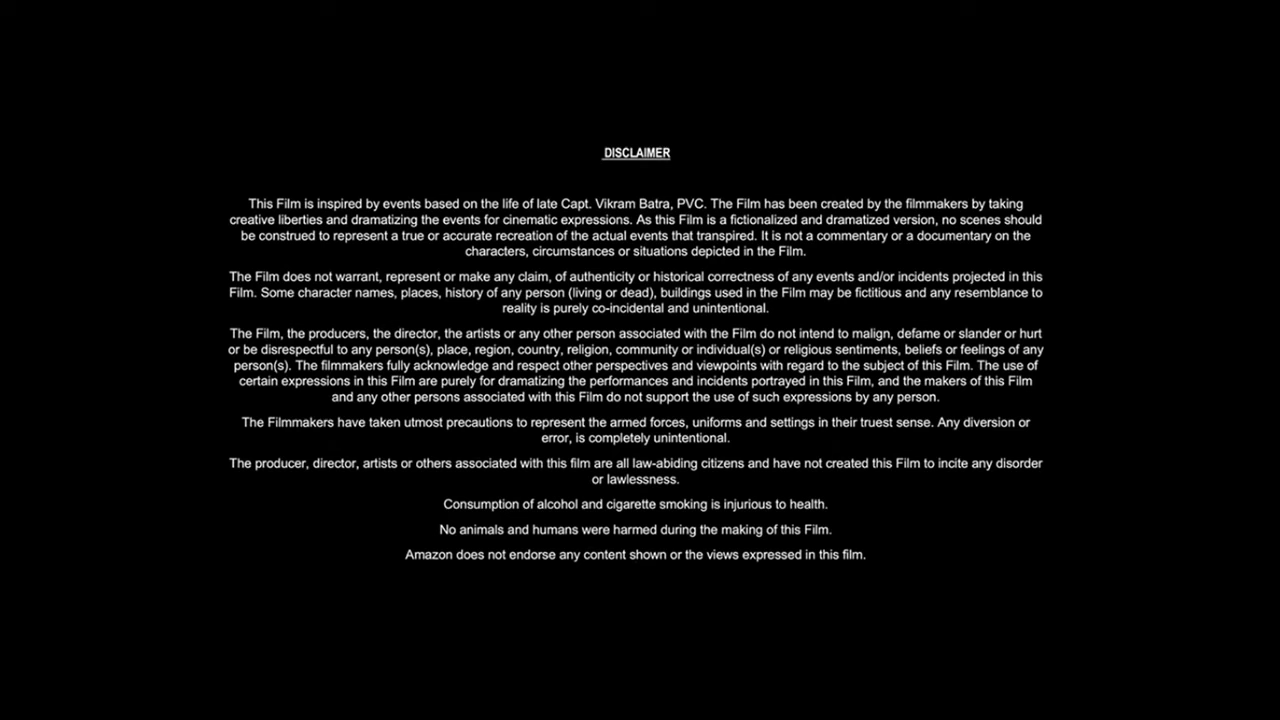 DISCLAIMER
This Film is inspired by events based on the life of late Capt. Vikram Batra, PVC. The Film has been created by the filmmakers by taking
creative liberties and dramatizing the events for cinematic expressions. As this Film is a fictionalized and dramatized version, no scenes should
be construed to represent a true or accurate recreation of the actual events that transpired. It is not a commentary or a documentary on the
characters, circumstances or situations depicted in the Film.
The Film does not warrant, represent or make any claim, of authenticity or historical correctness of any events and/or incidents projected in this
Film. Some character names, places, history of any person (living or dead), buildings used in the Film may be fictitious and any resemblance to
reality is purely co-incidental and unintentional.
The Film, the producers, the director, the artists or any other person associated with the Film do not intend to malign, defame or slander or hurt
or be disrespectful to any person(s), place, region, country, religion, community or individual(s) or religious sentiments, beliefs or feelings of any
person(s). The filmmakers fully acknowledge and respect other perspectives and viewpoints with regard to the subject of this Film. The use of
certain expressions in this Film are purely for dramatizing the performances and incidents portrayed in this Film, and the makers of this Film
and any other persons associated with this Film do not support the use of such expressions by any person.
The Filmmakers have taken utmost precautions to represent the armed forces, uniforms and settings in their truest sense. Any diversion or
error, is completely unintentional.
The producer, director, artists or others associated with this film are all law-abiding citizens and have not created this Film to incite any disorder
or lawlessness.
Consumption of alcohol and cigarette smoking is injurious to health.
No animals and humans were harmed during the making of this Film.
Amazon does not endorse any content shown or the views expressed in this film.